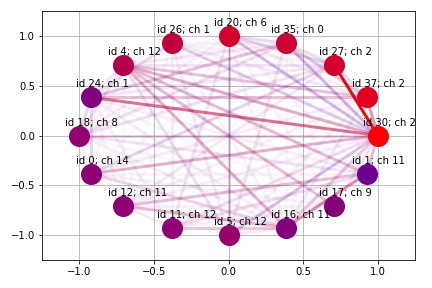 id 20; ch 6
id 26; ch 1
id 35; ch 0
id 4; ch 12
id 27; ch 2
id 24; ch 1
id 37; ch 2
id 18; ch 8
id 30; ch 2
id 0; ch 14
id 1; ch 11
id 12; ch 11
id 17; ch 9
id 11; ch 12
id 16; ch 11
id 5; ch 12
1.0
0.5
0.0
−0.5
−1.0
−1.0
−0.5
0.0
0.5
1.0